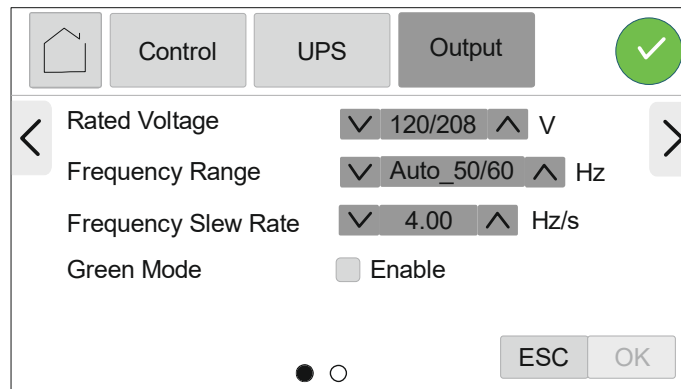 Control UPS Output
Rated Voltage 120/208 V
Frequency Range Auto_50/60 Hz
Frequency Slew Rate 4.00 Hz/s
Green Mode Enable
ESC OK